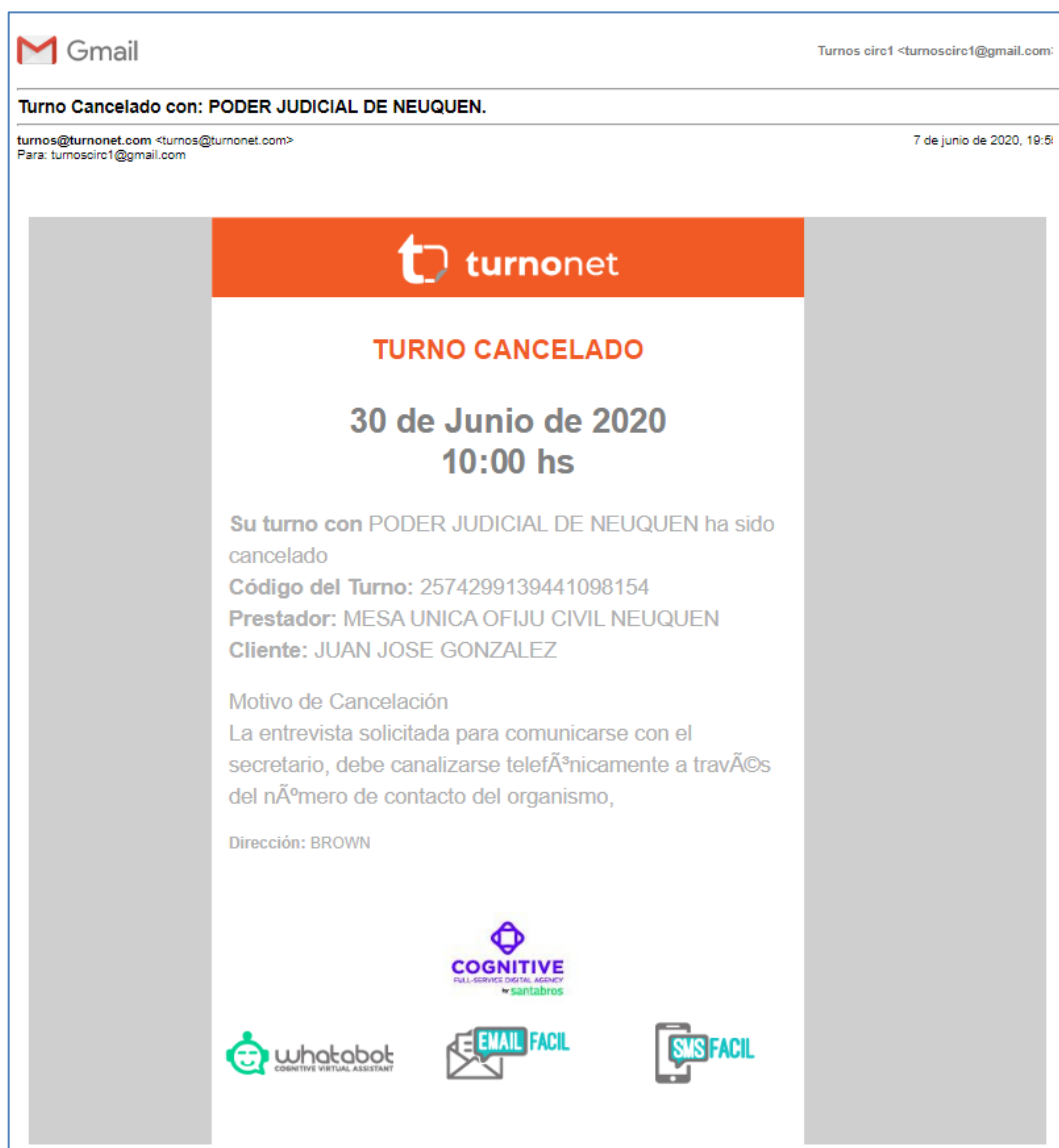 Gmail
Turnos circ1 <turnoscirc1@gmail.com>
Turno Cancelado con: PODER JUDICIAL DE NEUQUEN.
turnos@turnonet.com <turnos@turnonet.com>
7 de junio de 2020, 19:5
Para: turnoscirc1@gmail.com
turnonet
TURNO CANCELADO
30 de Junio de 2020
10:00 hs
Su turno con PODER JUDICIAL DE NEUQUEN ha sido
cancelado
Código del Turno: 2574299139441098154
Prestador: MESA UNICA OFIJU CIVIL NEUQUEN
Cliente: JUAN JOSE GONZALEZ
Motivo de Cancelación
La entrevista solicitada para comunicarse con el
secretario, debe canalizarse telefÃ³nicamente a travÃ©s
del nÃºmero de contacto del organismo,
Dirección: BROWN
COGNITIVE
FULL-SERVICE DIGITAL AGENCY
by santabros
whatabot
COGNITIVE VIRTUAL ASSISTANT
EMAIL FACIL
SMS FACIL